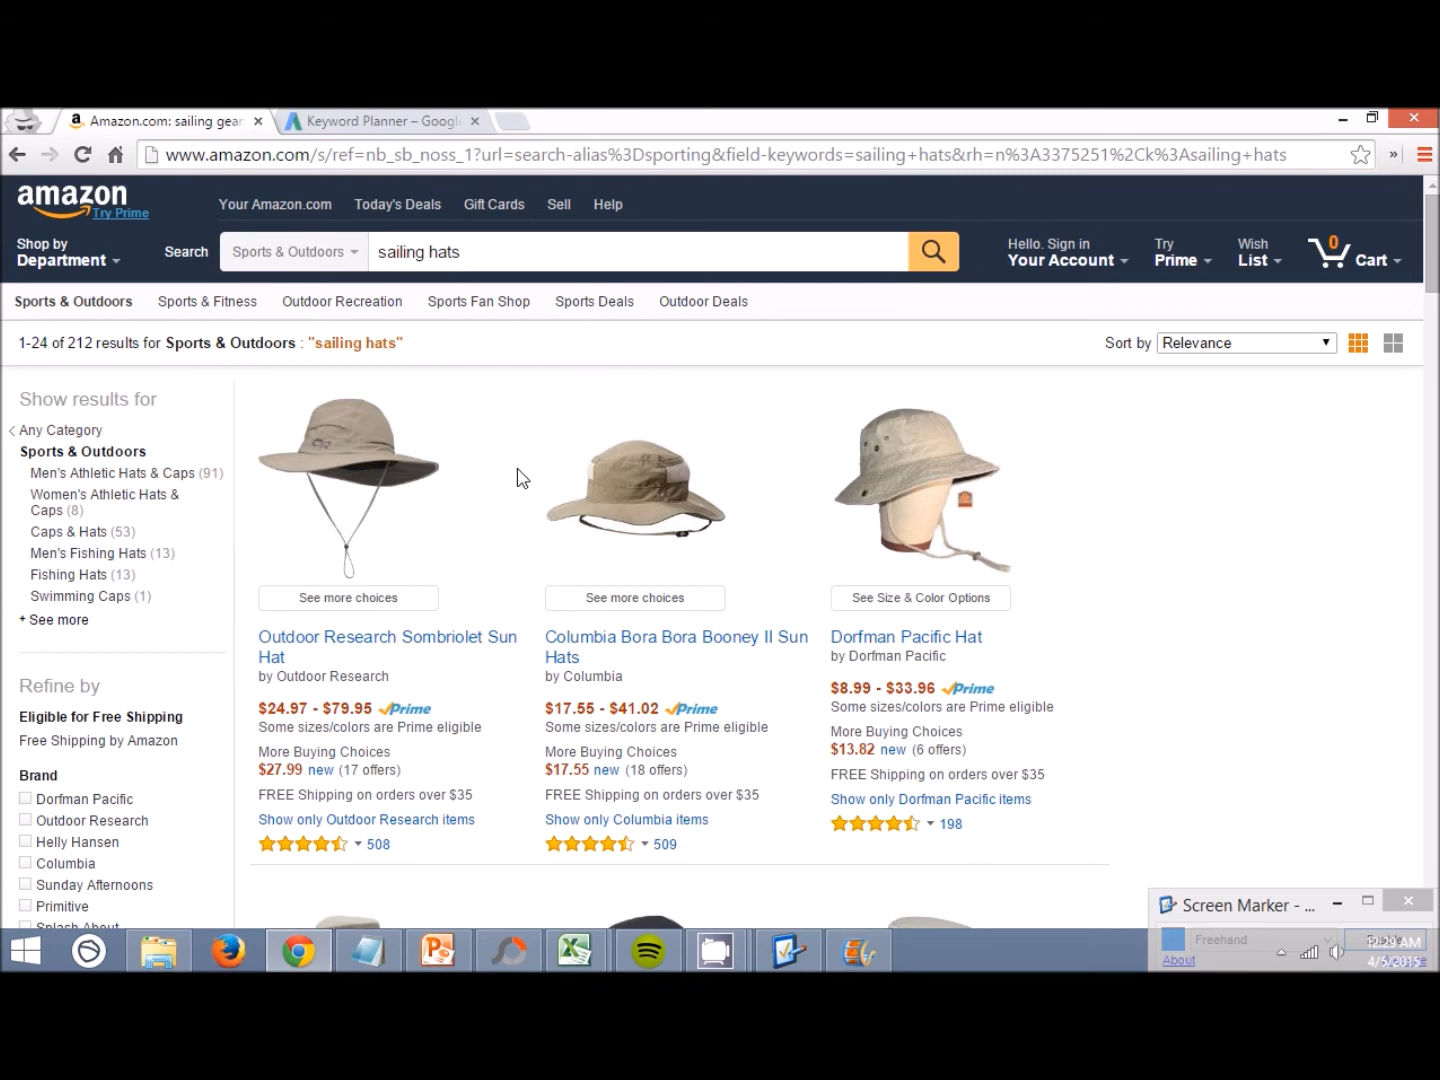 Amazon.com: sailing gear
Keyword Planner – Googl
www.amazon.com/s/ref=nb_sb_noss_1?url=search-alias%3Dsporting&field-keywords=sailing+hats&rh=n%3A3375251%2Ck%3Asailing+hats
amazon
Try Prime
Your Amazon.com Today's Deals Gift Cards Sell Help
Shop by
Department
Search Sports & Outdoors sailing hats
Hello. Sign in
Your Account
Try
Prime
Wish
List
0
Cart
Sports & Outdoors Sports & Fitness Outdoor Recreation Sports Fan Shop Sports Deals Outdoor Deals
1-24 of 212 results for Sports & Outdoors : "sailing hats"
Sort by Relevance
Show results for
Any Category
Sports & Outdoors
Men's Athletic Hats & Caps (91)
Women's Athletic Hats &
Caps (8)
Caps & Hats (53)
Men's Fishing Hats (13)
Fishing Hats (13)
Swimming Caps (1)
+ See more
Refine by
Eligible for Free Shipping
Free Shipping by Amazon
Brand
Dorfman Pacific
Outdoor Research
Helly Hansen
Columbia
Sunday Afternoons
Primitive
Splash About
See more choices
Outdoor Research Sombriolet Sun
Hat
by Outdoor Research
$24.97 - $79.95 Prime
Some sizes/colors are Prime eligible
More Buying Choices
$27.99 new (17 offers)
FREE Shipping on orders over $35
Show only Outdoor Research items
508
See more choices
Columbia Bora Bora Booney II Sun
Hats
by Columbia
$17.55 - $41.02 Prime
Some sizes/colors are Prime eligible
More Buying Choices
$17.55 new (18 offers)
FREE Shipping on orders over $35
Show only Columbia items
509
See Size & Color Options
Dorfman Pacific Hat
by Dorfman Pacific
$8.99 - $33.96 Prime
Some sizes/colors are Prime eligible
More Buying Choices
$13.82 new (6 offers)
FREE Shipping on orders over $35
Show only Dorfman Pacific items
198
Screen Marker - ...
Freehand
About